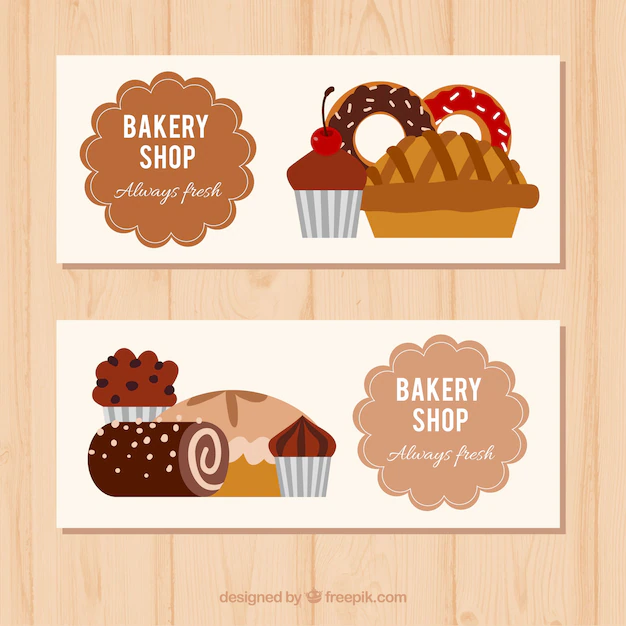 BAKERY
SHOP
Always fresh
BAKERY
SHOP
Always fresh
designed by freepik.com